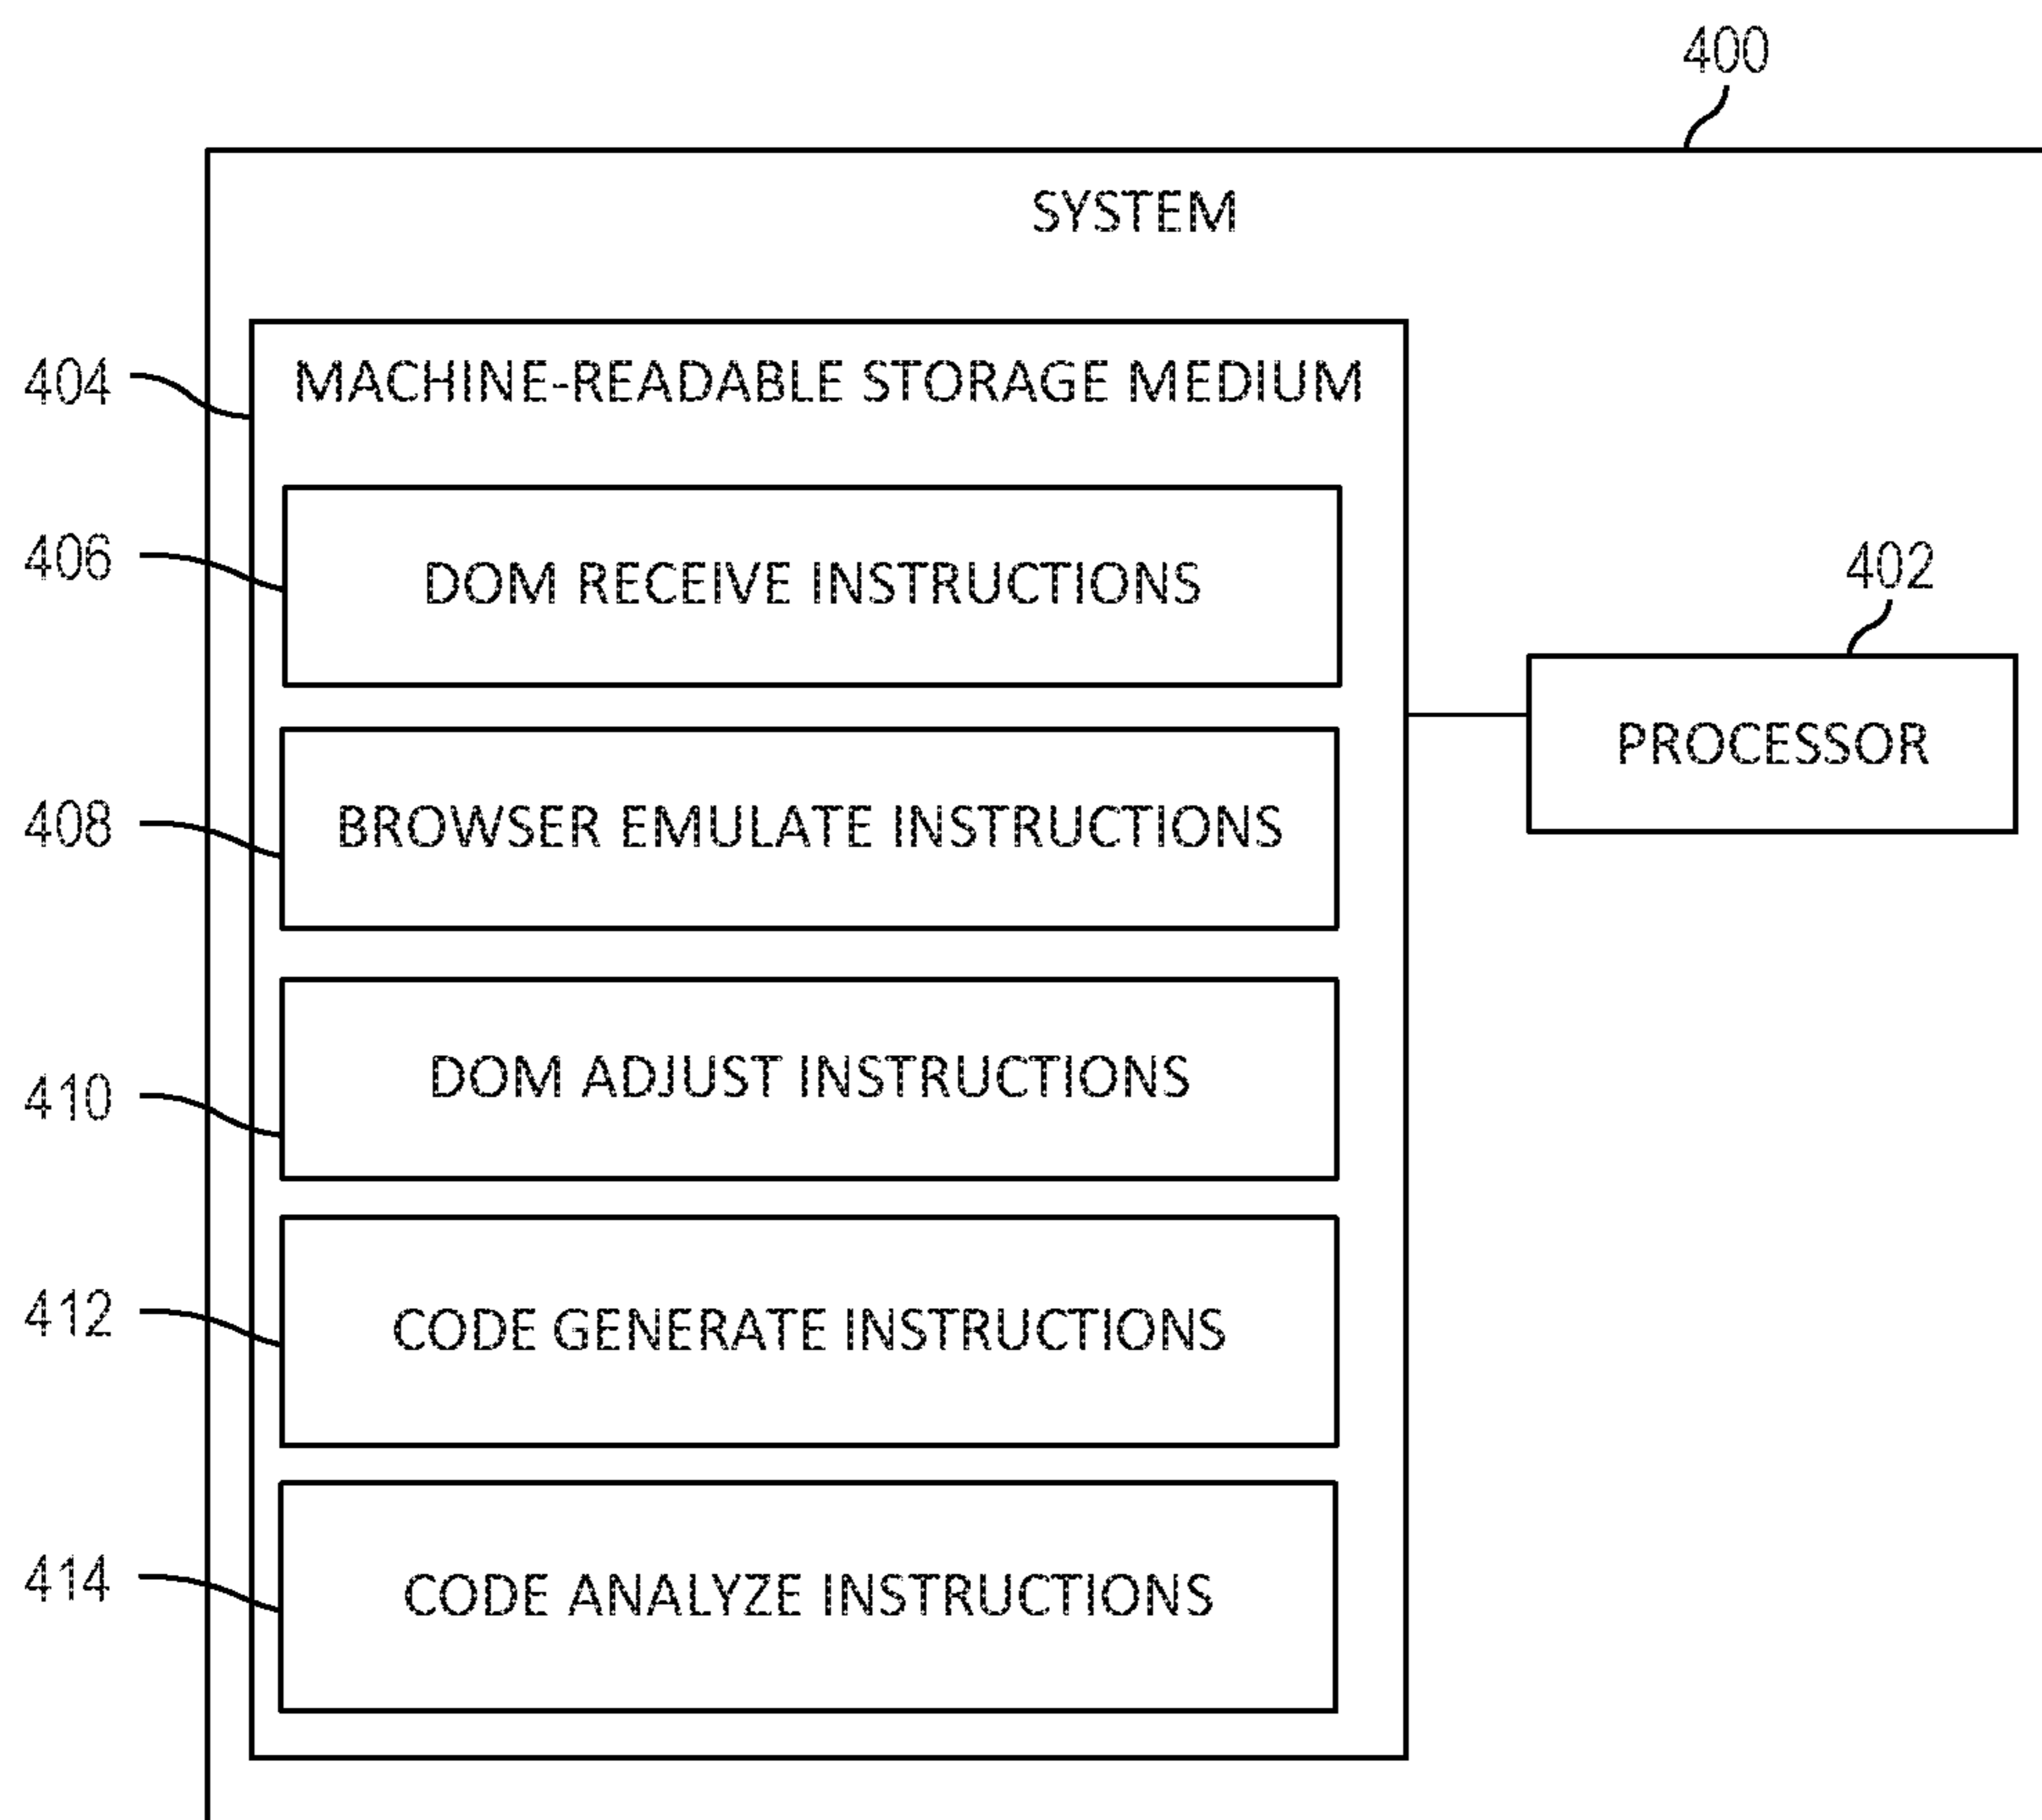 400
SYSTEM
404
MACHINE-READABLE STORAGE MEDIUM
406
DOM RECEIVE INSTRUCTIONS
402
PROCESSOR
408
BROWSER EMULATE INSTRUCTIONS
410
DOM ADJUST INSTRUCTIONS
412
CODE GENERATE INSTRUCTIONS
414
CODE ANALYZE INSTRUCTIONS